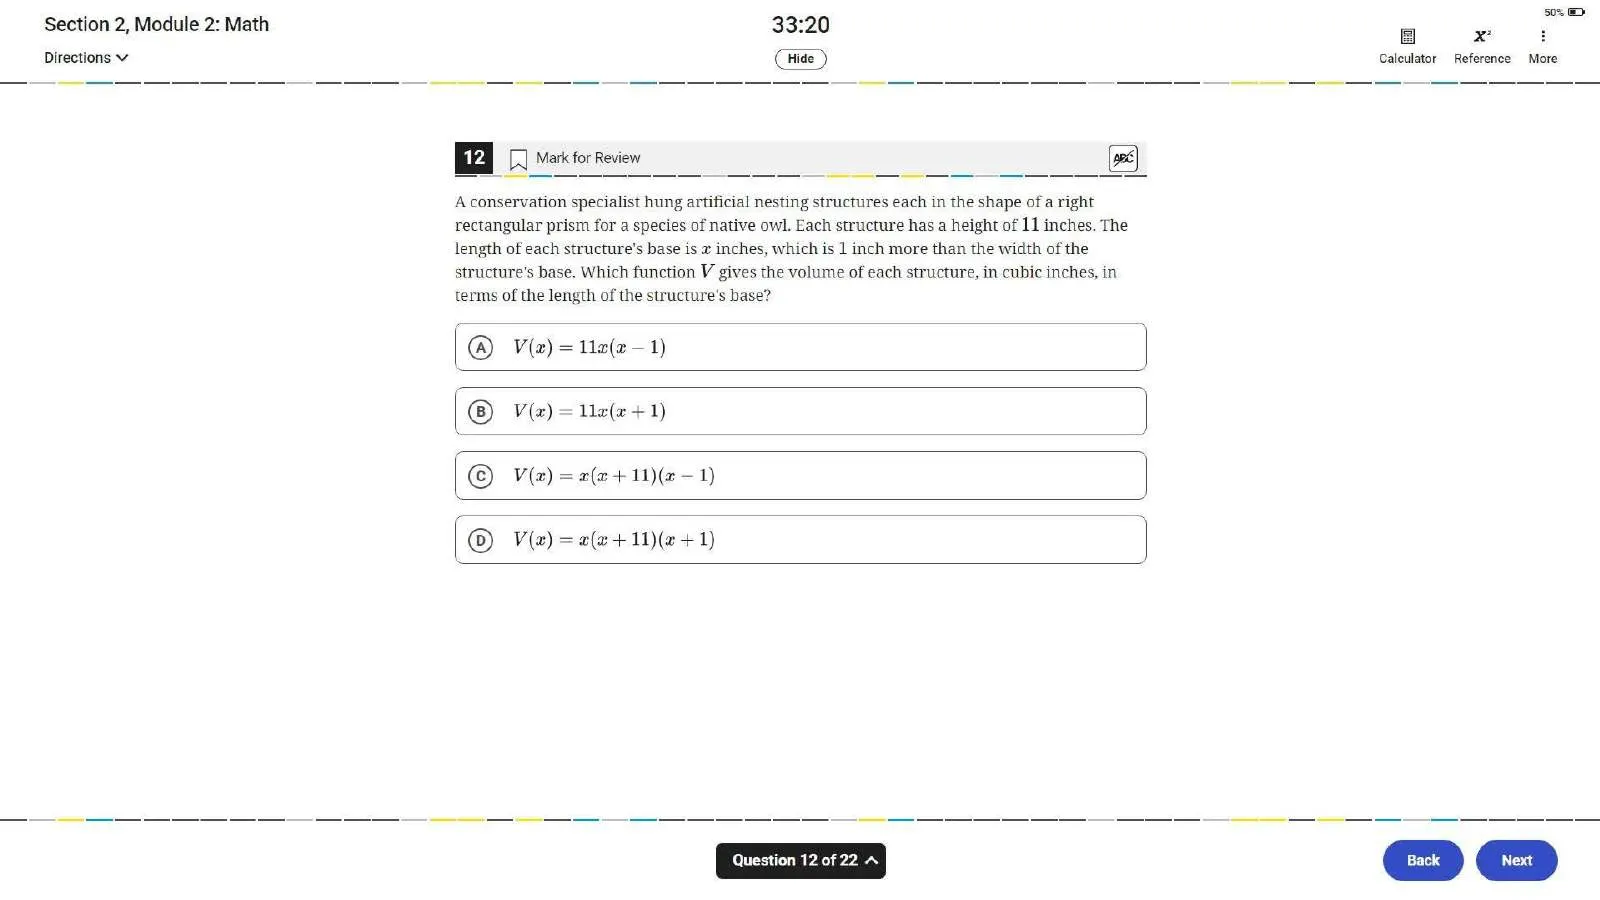 Section 2, Module 2: Math
Directions
33:20
Hide
50%
Calculator
x²
Reference
More
12
Mark for Review
ABC
A conservation specialist hung artificial nesting structures each in the shape of a right
rectangular prism for a species of native owl. Each structure has a height of 11 inches. The
length of each structure's base is x inches, which is 1 inch more than the width of the
structure's base. Which function V gives the volume of each structure, in cubic inches, in
terms of the length of the structure's base?
A V(x) = 11x(x − 1)
B V(x) = 11x(x + 1)
C V(x) = x(x + 11)(x − 1)
D V(x) = x(x + 11)(x + 1)
Question 12 of 22
Back
Next